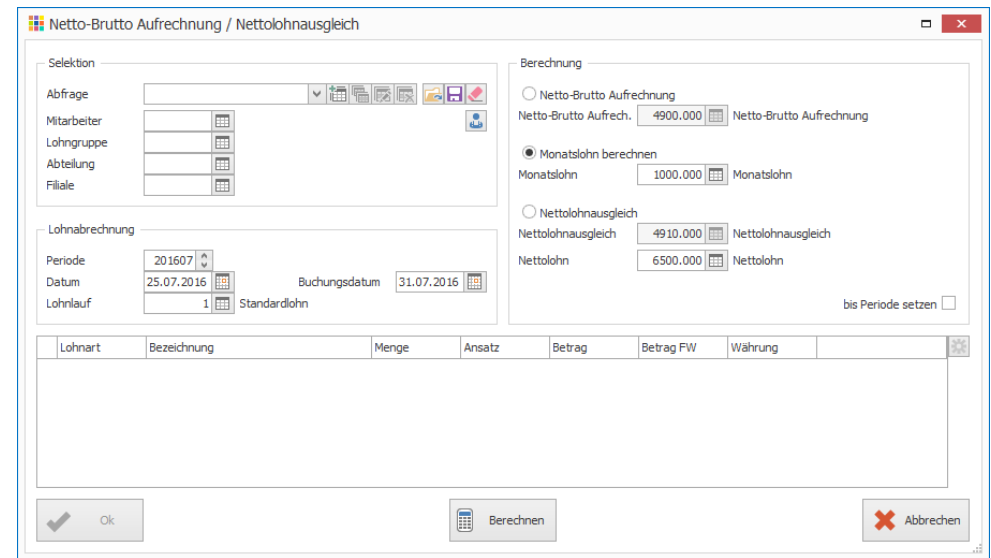 Netto-Brutto Aufrechnung / Nettolohnausgleich
Selektion
Abfrage
Mitarbeiter
Lohngruppe
Abteilung
Filiale
Lohnabrechnung
Periode 201607
Datum 25.07.2016 Buchungsdatum 31.07.2016
Lohnlauf 1 Standardlohn
Berechnung
Netto-Brutto Aufrechnung
Netto-Brutto Aufrech. 4900.000 Netto-Brutto Aufrechnung
Monatslohn berechnen
Monatslohn 1000.000 Monatslohn
Nettolohnausgleich
Nettolohnausgleich 4910.000 Nettolohnausgleich
Nettolohn 6500.000 Nettolohn
bis Periode setzen
Lohnart Bezeichnung Menge Ansatz Betrag Betrag FW Währung
Ok Berechnen Abbrechen